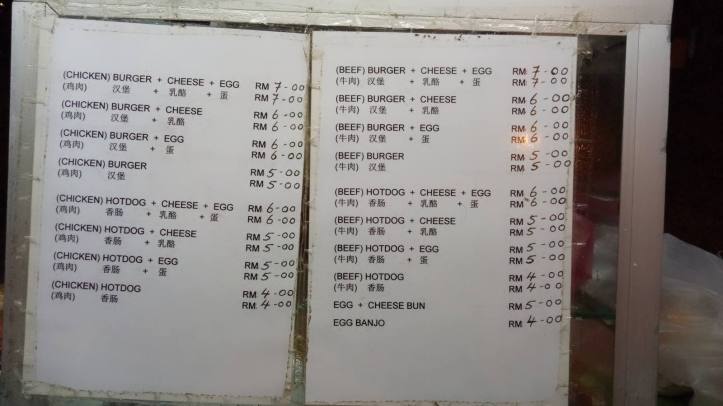 (CHICKEN) BURGER + CHEESE + EGG RM 7-00
(鸡肉) 汉堡 + 乳酪 + 蛋 RM 7-00
(CHICKEN) BURGER + CHEESE RM 6-00
(鸡肉) 汉堡 + 乳酪 RM 6-00
(CHICKEN) BURGER + EGG RM 6-00
(鸡肉) 汉堡 + 蛋 RM 6-00
(CHICKEN) BURGER RM 5-00
(鸡肉) 汉堡 RM 5-00
(CHICKEN) HOTDOG + CHEESE + EGG RM 6-00
(鸡肉) 香肠 + 乳酪 + 蛋 RM 6-00
(CHICKEN) HOTDOG + CHEESE RM 5-00
(鸡肉) 香肠 + 乳酪 RM 5-00
(CHICKEN) HOTDOG + EGG RM 5-00
(鸡肉) 香肠 + 蛋 RM 5-00
(CHICKEN) HOTDOG RM 4-00
(鸡肉) 香肠 RM 4-00
(BEEF) BURGER + CHEESE + EGG RM 7-00
(牛肉) 汉堡 + 乳酪 + 蛋 RM 7-00
(BEEF) BURGER + CHEESE RM 6-00
(牛肉) 汉堡 + 乳酪 RM 6-00
(BEEF) BURGER + EGG RM 6-00
(牛肉) 汉堡 + 蛋 RM 6-00
(BEEF) BURGER RM 5-00
(牛肉) 汉堡 RM 5-00
(BEEF) HOTDOG + CHEESE + EGG RM 6-00
(牛肉) 香肠 + 乳酪 + 蛋 RM 6-00
(BEEF) HOTDOG + CHEESE RM 5-00
(牛肉) 香肠 + 乳酪 RM 5-00
(BEEF) HOTDOG + EGG RM 5-00
(牛肉) 香肠 + 蛋 RM 5-00
(BEEF) HOTDOG RM 4-00
(牛肉) 香肠 RM 4-00
EGG + CHEESE BUN RM 5-00
EGG BANJO RM 4-00